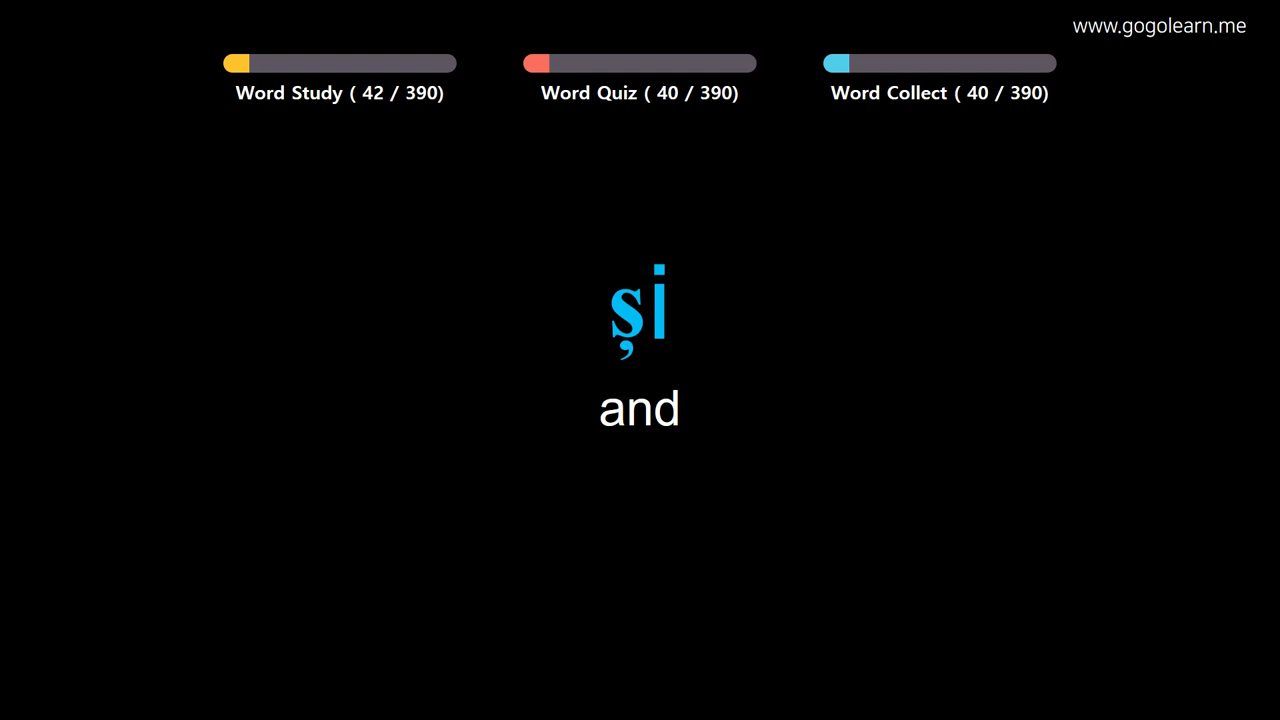 www.gogolearn.me
Word Study ( 42 / 390)
Word Quiz ( 40 / 390)
Word Collect ( 40 / 390)
și
and